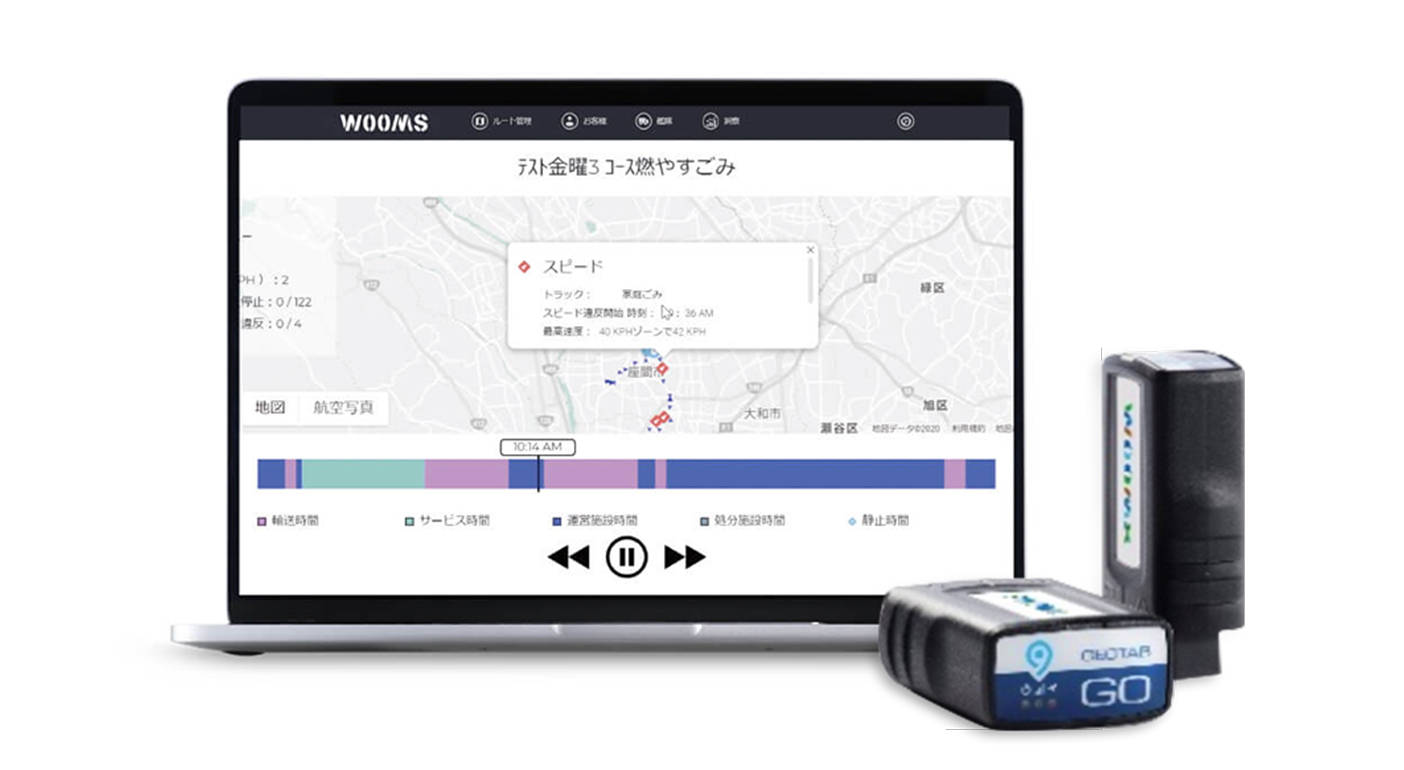 WOOMS
ルート管理
お客様
艦隊
洞察
テスト金曜3 コース燃やすごみ
PH ) : 2
停止 : 0 / 122
違反 : 0 / 4
スピード
トラック : 家庭ごみ
スピード違反開始 時刻 : : 36 AM
最高速度 : 40 KPHゾーンで42 KPH
緑区
座間市
大和市
旭区
瀬谷区
地図
航空写真
地図データ©2020
利用規約
地図
10:14 AM
輸送時間
サービス時間
運営施設時間
処分施設時間
静止時間
GEOTAB
GO